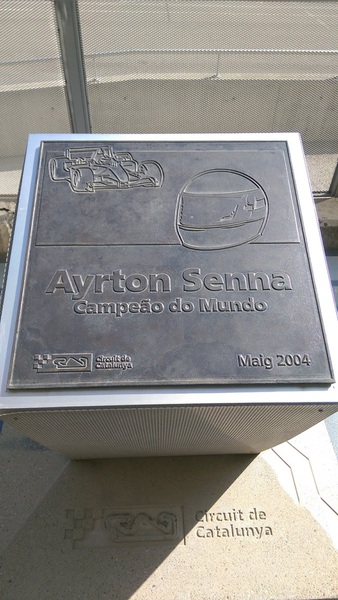 Ayrton Senna
Campeão do Mundo
Circuit de
Catalunya
Maig 2004
Circuit de
Catalunya